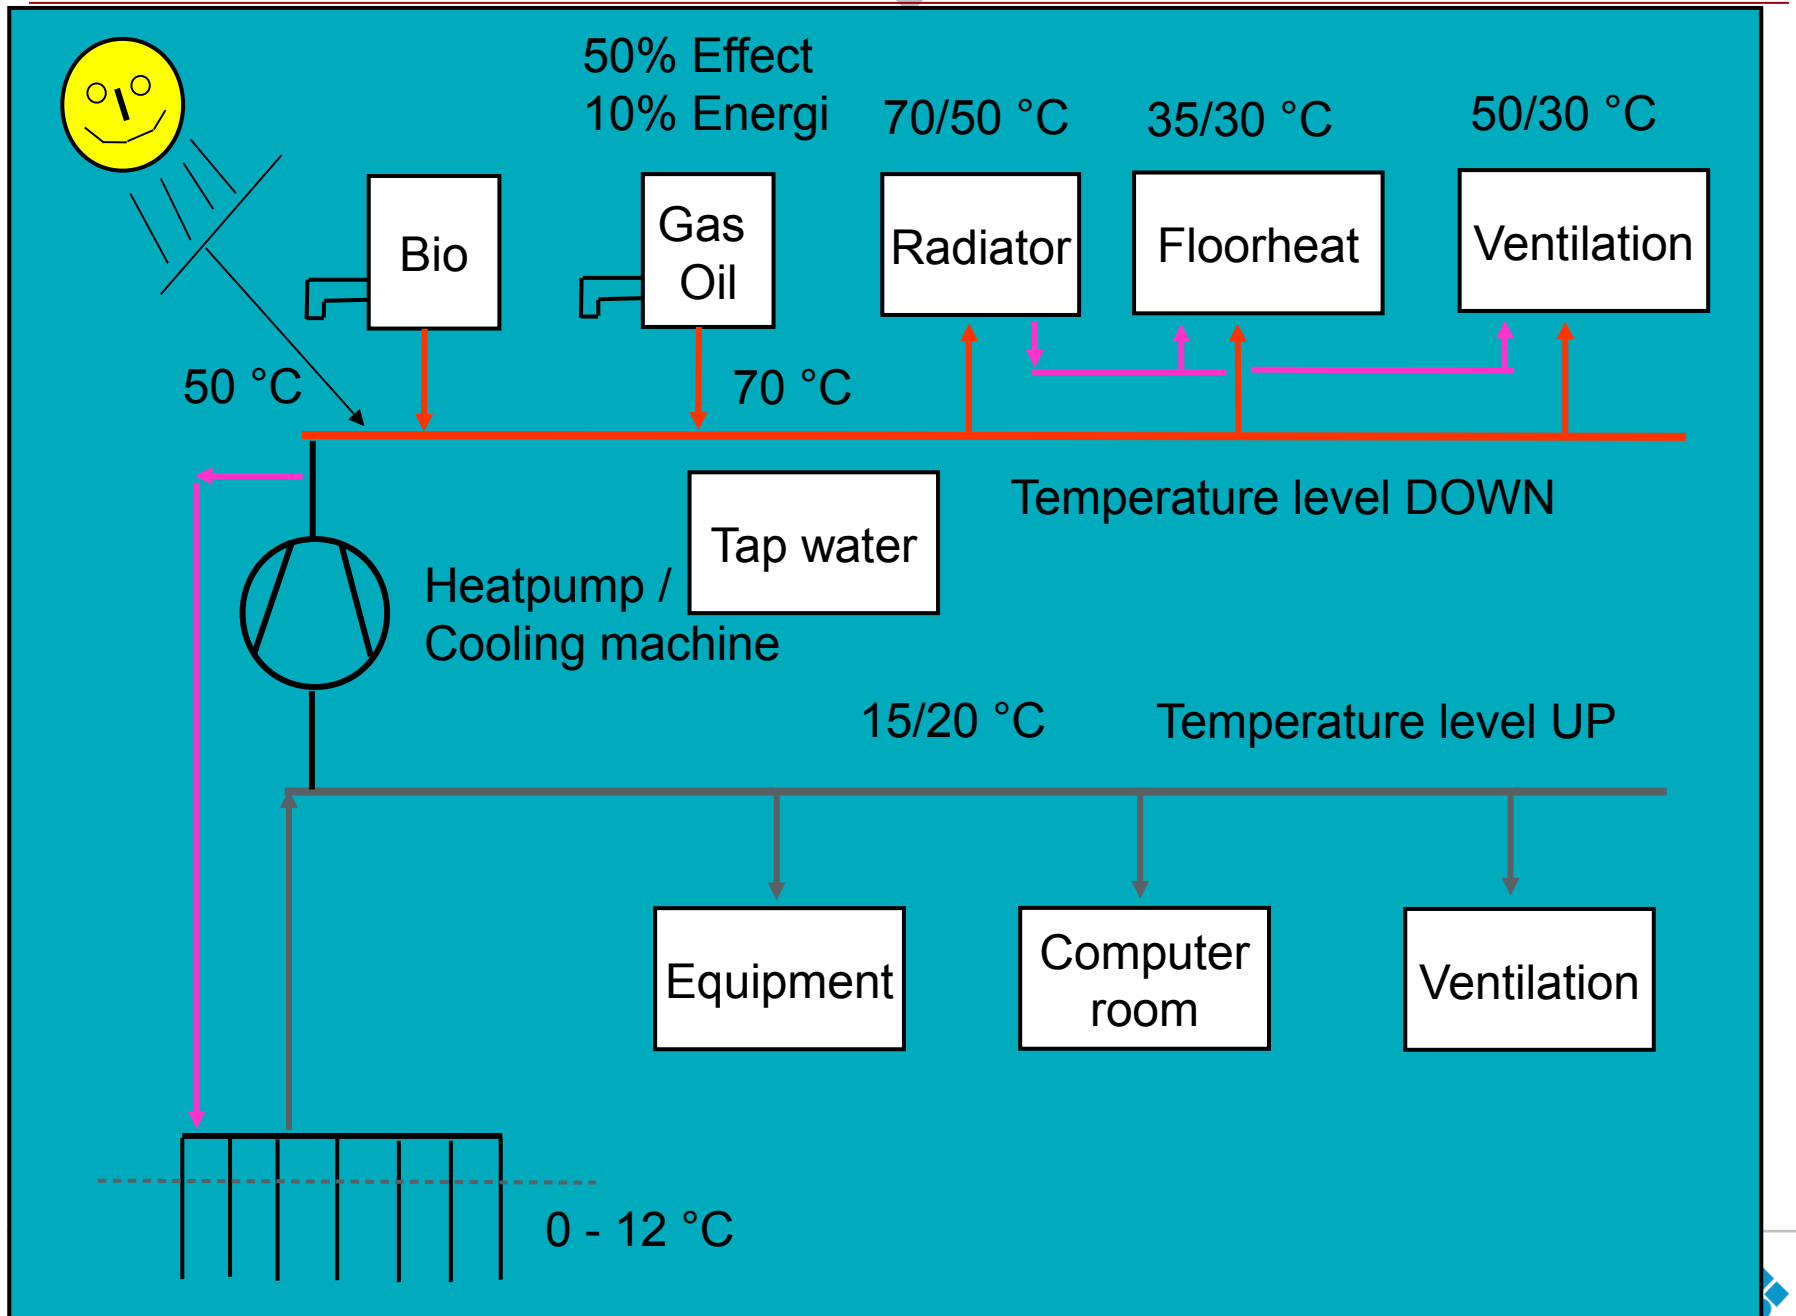 50% Effect
10% Energi
70/50 °C
35/30 °C
50/30 °C
Bio
Gas
Oil
Radiator
Floorheat
Ventilation
50 °C
70 °C
Temperature level DOWN
Tap water
Heatpump /
Cooling machine
15/20 °C
Temperature level UP
Equipment
Computer
room
Ventilation
0 - 12 °C